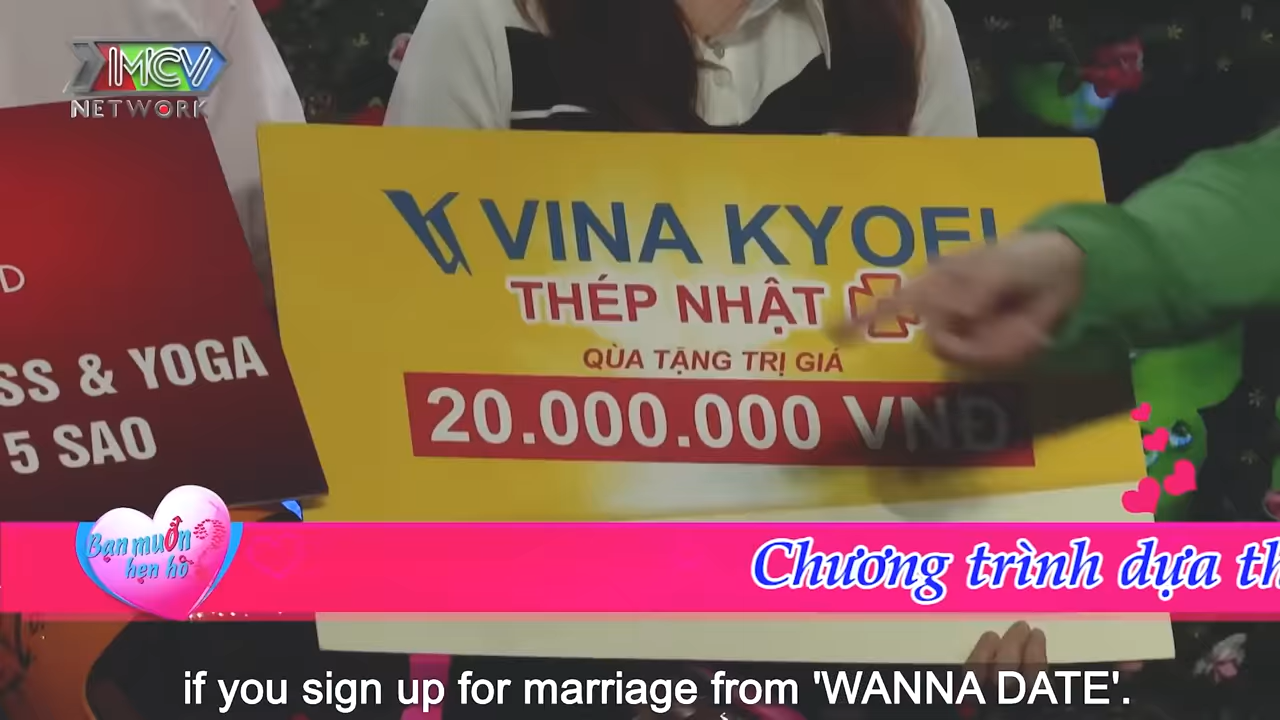 MCV
NETWORK
VINA KYOEI
THÉP NHẬT
QÙA TẶNG TRỊ GIÁ
20.000.000 VNĐ
D
SS & YOGA
5 SAO
Bạn muốn
hẹn hò
Chương trình dựa th
if you sign up for marriage from 'WANNA DATE'.